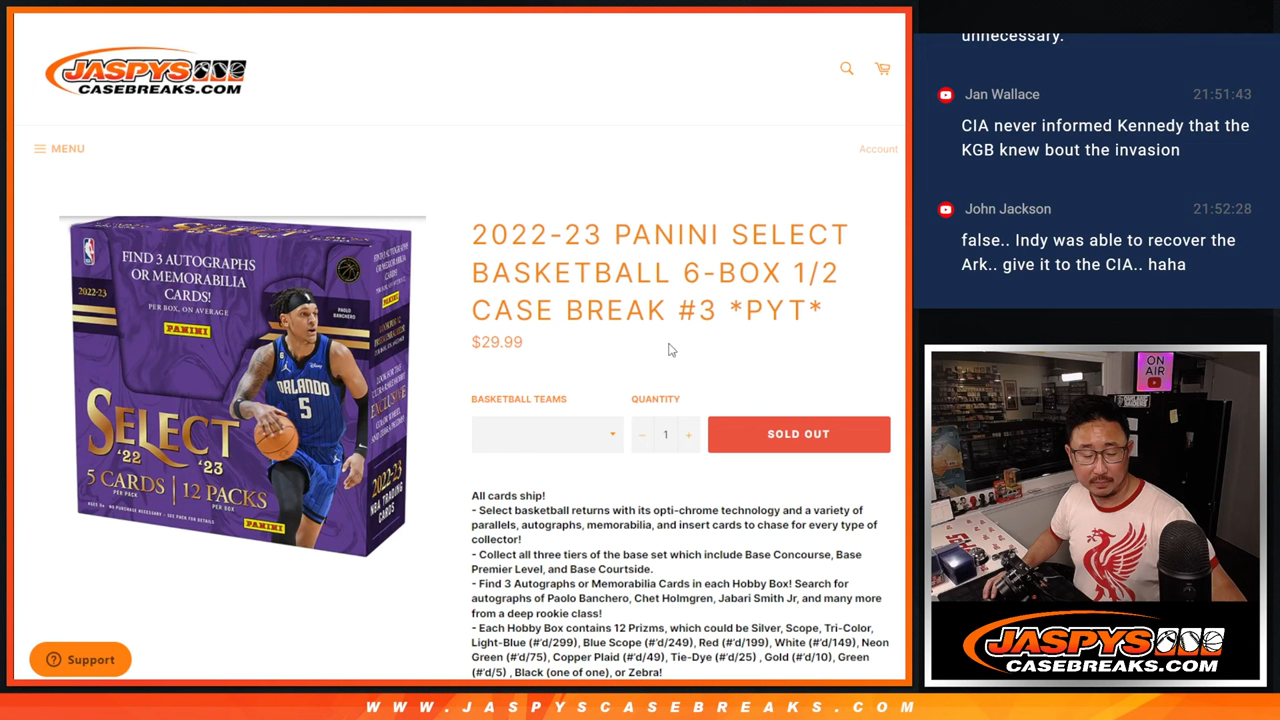 JASPYS
CASEBREAKS.COM
MENU
Account
FIND 3 AUTOGRAPHS
OR MEMORABILIA
CARDS!
PER BOX, ON AVERAGE
PANINI
2022-23
NBA
PAOLO
BANCHERO
ORLANDO
5
SELECT
'22 '23
5 CARDS | 12 PACKS
PER PACK PER BOX
PANINI
2022-23
NBA TRADING
CARDS
2022-23 PANINI SELECT
BASKETBALL 6-BOX 1/2
CASE BREAK #3 *PYT*
$29.99
BASKETBALL TEAMS
QUANTITY
− 1 +
SOLD OUT
All cards ship!
- Select basketball returns with its opti-chrome technology and a variety of
parallels, autographs, memorabilia, and insert cards to chase for every type of
collector!
- Collect all three tiers of the base set which include Base Concourse, Base
Premier Level, and Base Courtside.
- Find 3 Autographs or Memorabilia Cards in each Hobby Box! Search for
autographs of Paolo Banchero, Chet Holmgren, Jabari Smith Jr, and many more
from a deep rookie class!
- Each Hobby Box contains 12 Prizms, which could be Silver, Scope, Tri-Color,
Light-Blue (#'d/299), Blue Scope (#'d/249), Red (#'d/199), White (#'d/149), Neon
Green (#'d/75), Copper Plaid (#'d/49), Tie-Dye (#'d/25) , Gold (#'d/10), Green
(#'d/5) , Black (one of one), or Zebra!
Support
unnecessary.
Jan Wallace 21:51:43
CIA never informed Kennedy that the
KGB knew bout the invasion
John Jackson 21:52:28
false.. Indy was able to recover the
Ark.. give it to the CIA.. haha
ON
AIR
JASPYS
CASEBREAKS.COM
WWW.JASPYSCASEBREAKS.COM